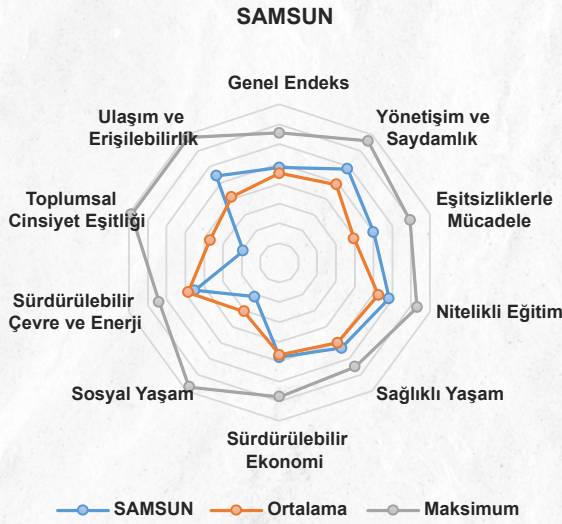 SAMSUN
Genel Endeks
Yönetişim ve
Saydamlık
Eşitsizliklerle
Mücadele
Nitelikli Eğitim
Sağlıklı Yaşam
Sürdürülebilir
Ekonomi
Sosyal Yaşam
Sürdürülebilir
Çevre ve Enerji
Toplumsal
Cinsiyet Eşitliği
Ulaşım ve
Erişilebilirlik
SAMSUN Ortalama Maksimum